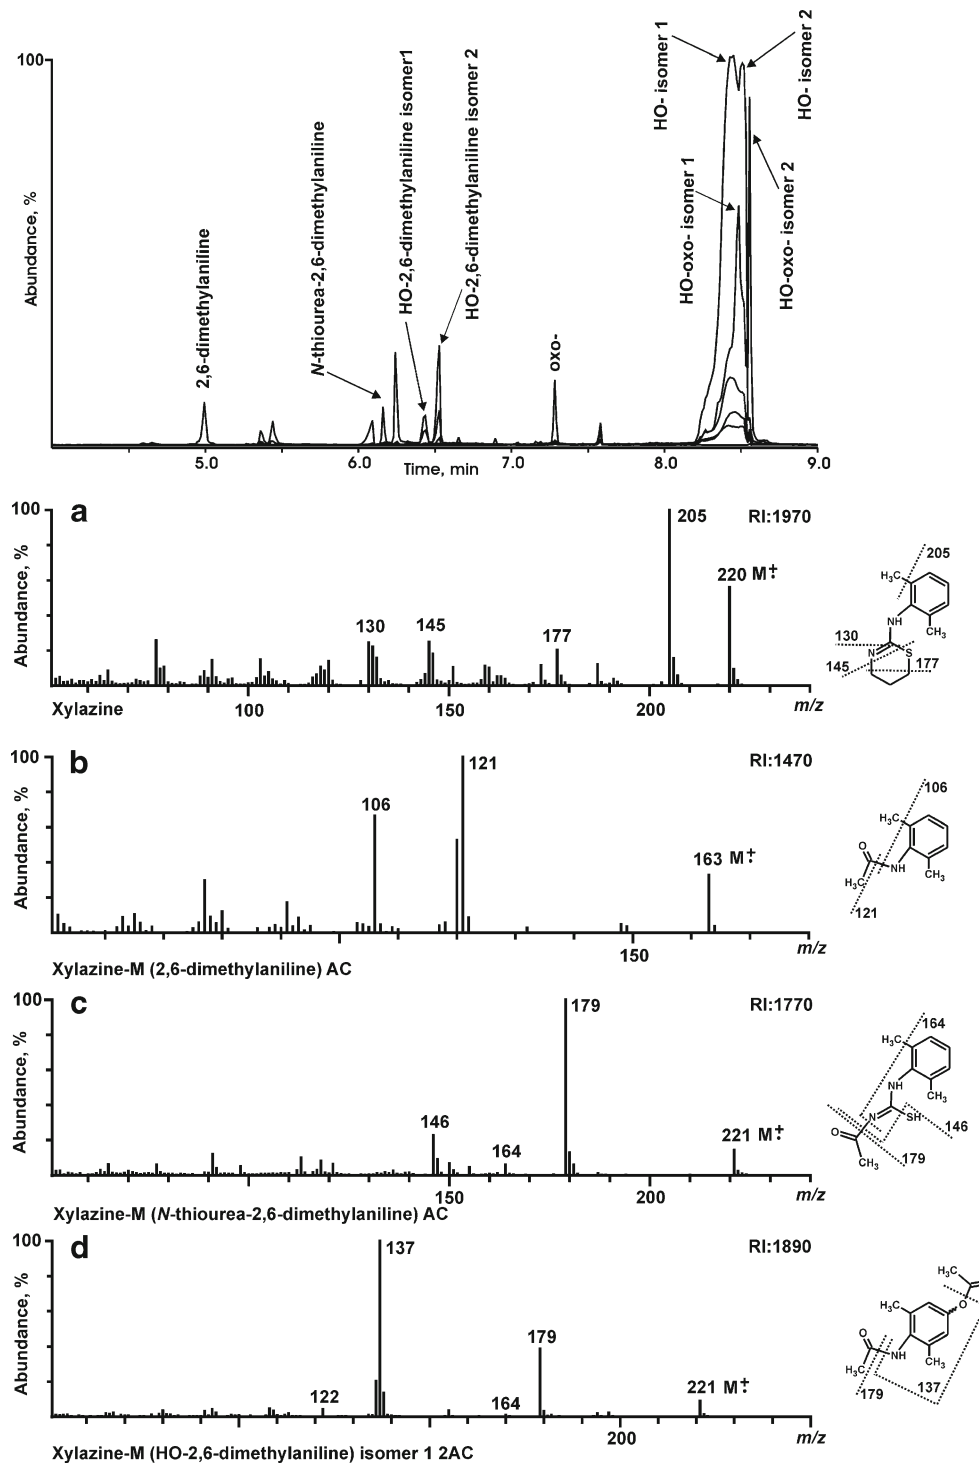 100
Abundance, %
2,6-dimethylaniline
N-thiourea-2,6-dimethylaniline
HO-2,6-dimethylaniline isomer1
HO-2,6-dimethylaniline isomer 2
oxo-
HO- isomer 1
HO-oxo- isomer 1
HO- isomer 2
HO-oxo- isomer 2
5.0 6.0 7.0 8.0 9.0
Time, min
a
100
Abundance, %
RI:1970
205
220 M+•
130
145
177
100 150 200
m/z
Xylazine
205
H3C
NH
CH3
130
N
S
145
177
b
100
Abundance, %
RI:1470
121
106
163 M+•
150
m/z
Xylazine-M (2,6-dimethylaniline) AC
106
H3C
O
NH
H3C
CH3
121
c
100
Abundance, %
RI:1770
179
146
164
221 M+•
150 200
m/z
Xylazine-M (N-thiourea-2,6-dimethylaniline) AC
164
H3C
NH
CH3
N
SH
O
146
CH3
179
d
100
Abundance, %
RI:1890
137
179
122
164
221 M+•
200
m/z
Xylazine-M (HO-2,6-dimethylaniline) isomer 1 2AC
H3C
O
H3C
O
NH
CH3
H3C
179
137